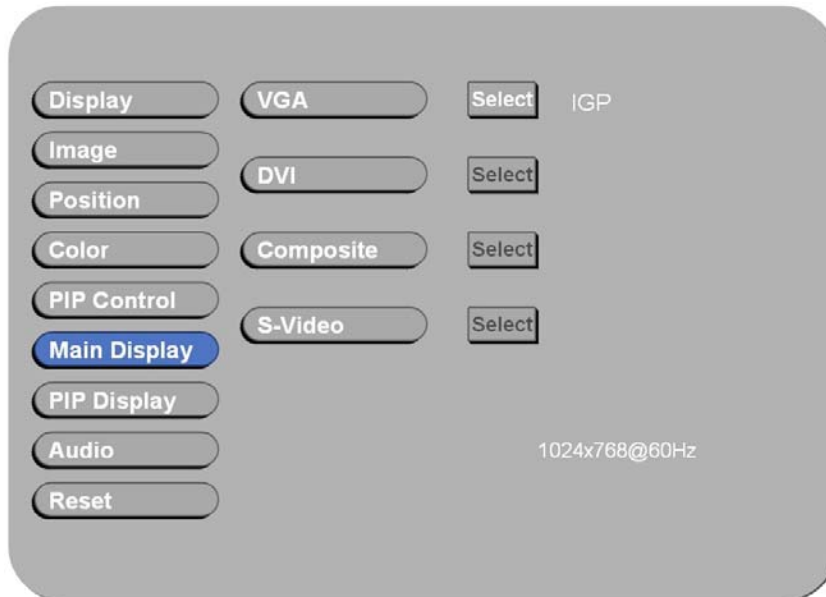 Display
Image
Position
Color
PIP Control
Main Display
PIP Display
Audio
Reset
VGA Select IGP
DVI Select
Composite Select
S-Video Select
1024x768@60Hz